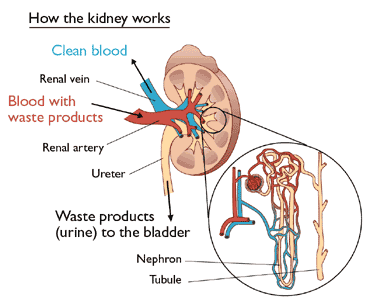 How the kidney works
Clean blood
Renal vein
Blood with
waste products
Renal artery
Ureter
Waste products
(urine) to the bladder
Nephron
Tubule